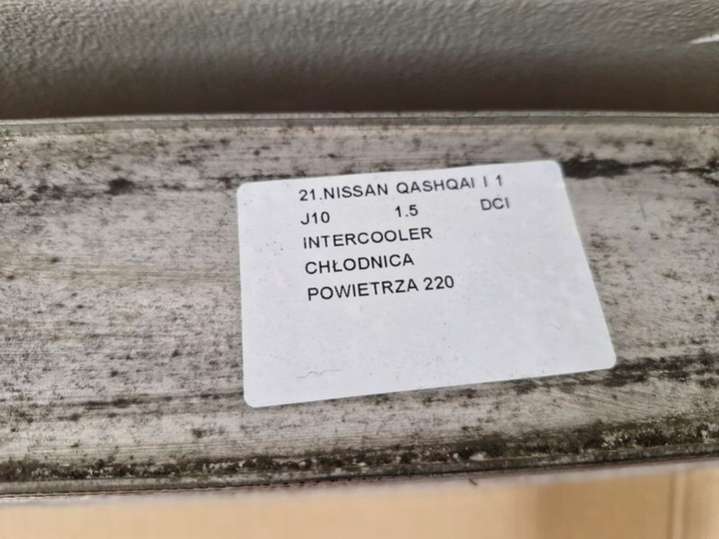 21.NISSAN QASHQAI I 1
J10 1.5 DCI
INTERCOOLER
CHŁODNICA
POWIETRZA 220